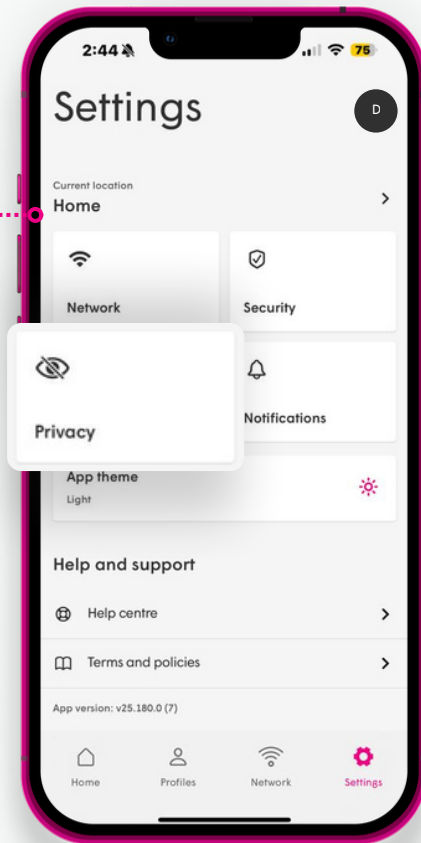 2:44
75
Settings
D
Current location
Home
Network
Security
Privacy
Notifications
App theme
Light
Help and support
Help centre
Terms and policies
App version: v25.180.0 (7)
Home
Profiles
Network
Settings